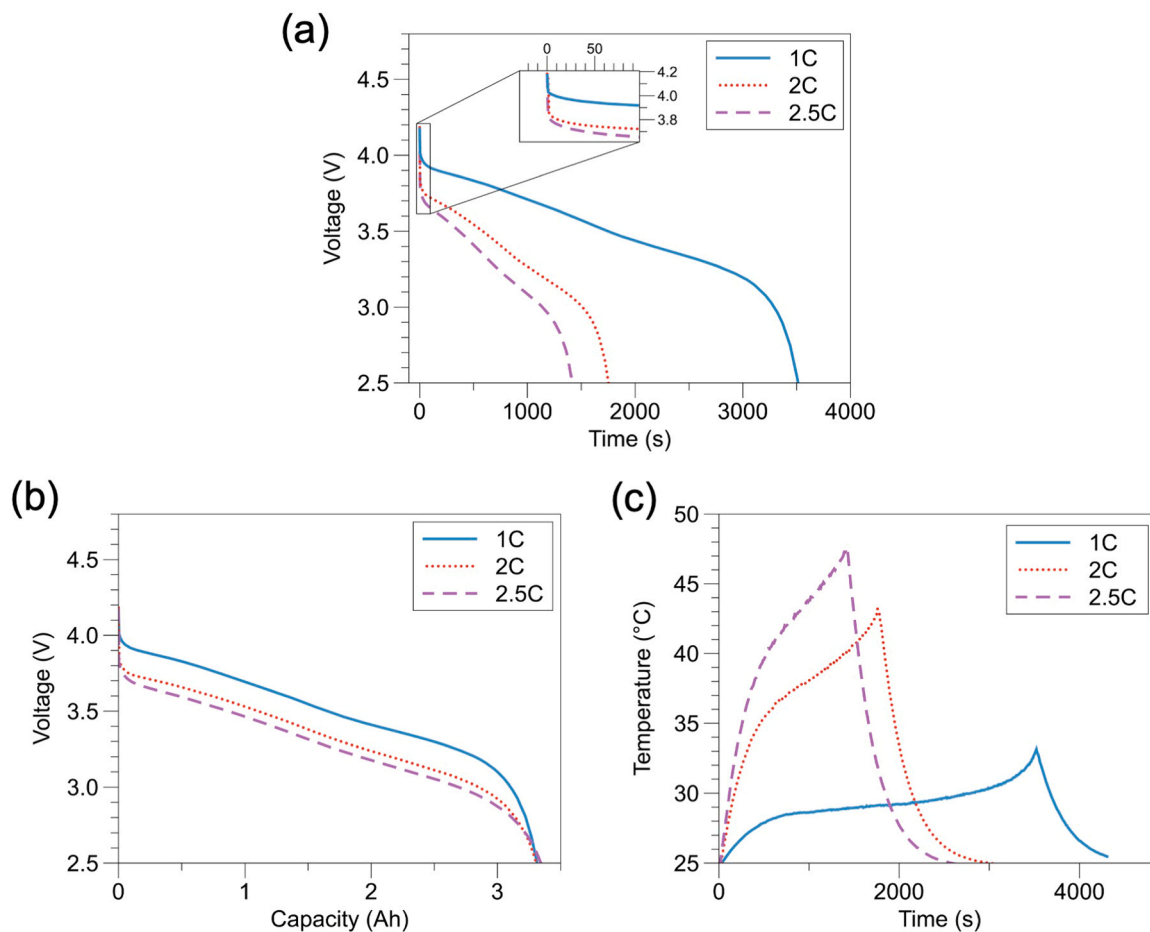 (a)
0 50
4.2
4.0
3.8
1C
2C
2.5C
4.5
4.0
3.5
3.0
2.5
Voltage (V)
0 1000 2000 3000 4000
Time (s)
(b)
1C
2C
2.5C
4.5
4.0
3.5
3.0
2.5
Voltage (V)
0 1 2 3
Capacity (Ah)
(c)
1C
2C
2.5C
50
45
40
35
30
25
Temperature (°C)
0 2000 4000
Time (s)